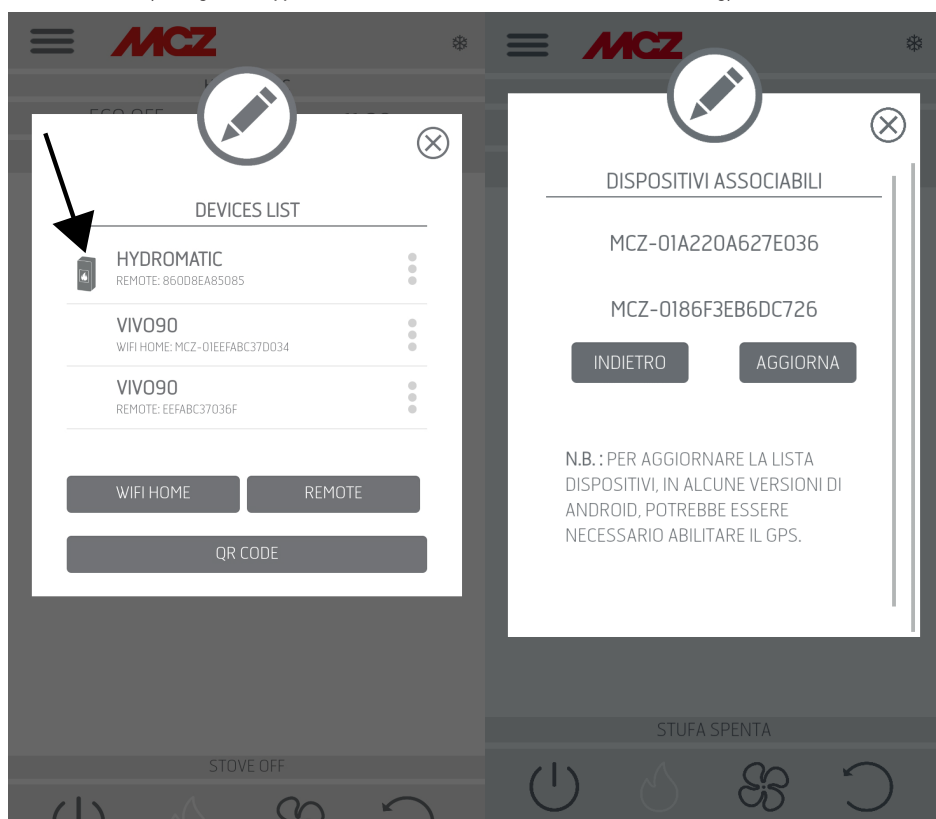 MCZ
DEVICES LIST
HYDROMATIC
REMOTE: 860D8EA85085
VIVO90
WIFI HOME: MCZ-01EEFABC37D034
VIVO90
REMOTE: EEFABC37036F
WIFI HOME
REMOTE
QR CODE
STOVE OFF
MCZ
DISPOSITIVI ASSOCIABILI
MCZ-01A220A627E036
MCZ-0186F3EB6DC726
INDIETRO
AGGIORNA
N.B. : PER AGGIORNARE LA LISTA
DISPOSITIVI, IN ALCUNE VERSIONI DI
ANDROID, POTREBBE ESSERE
NECESSARIO ABILITARE IL GPS.
STUFA SPENTA